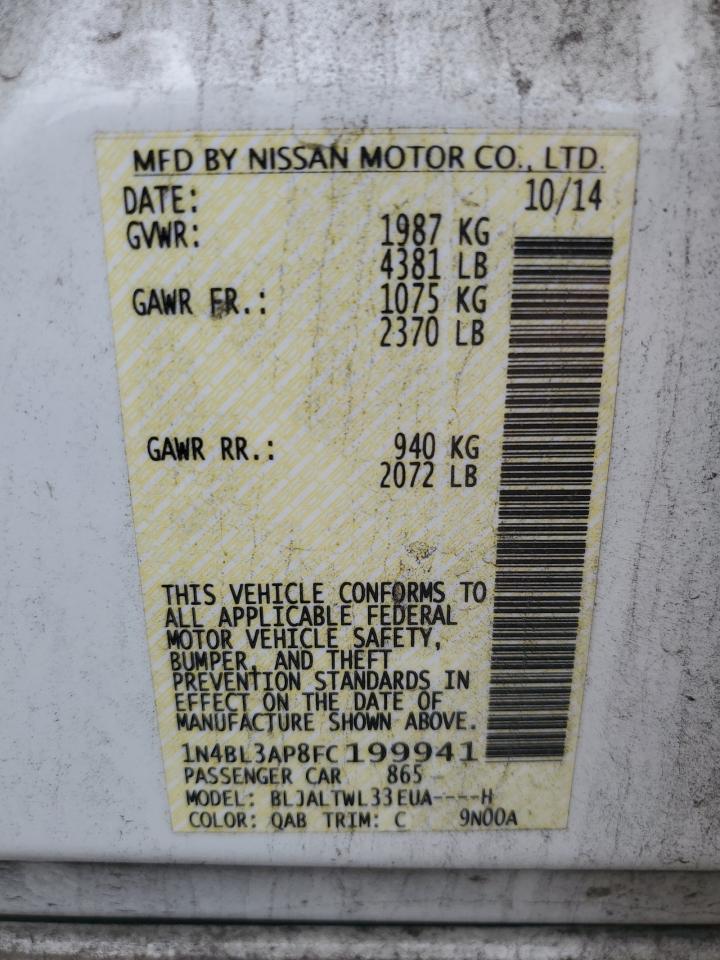 MFD BY NISSAN MOTOR CO., LTD.
DATE: 10/14
GVWR: 1987 KG
4381 LB
GAWR FR.: 1075 KG
2370 LB
GAWR RR.: 940 KG
2072 LB
THIS VEHICLE CONFORMS TO
ALL APPLICABLE FEDERAL
MOTOR VEHICLE SAFETY,
BUMPER, AND THEFT
PREVENTION STANDARDS IN
EFFECT ON THE DATE OF
MANUFACTURE SHOWN ABOVE.
1N4BL3AP8FC199941
PASSENGER CAR 865
MODEL: BLJALTWL33EUA----H
COLOR: QAB TRIM: C 9N00A